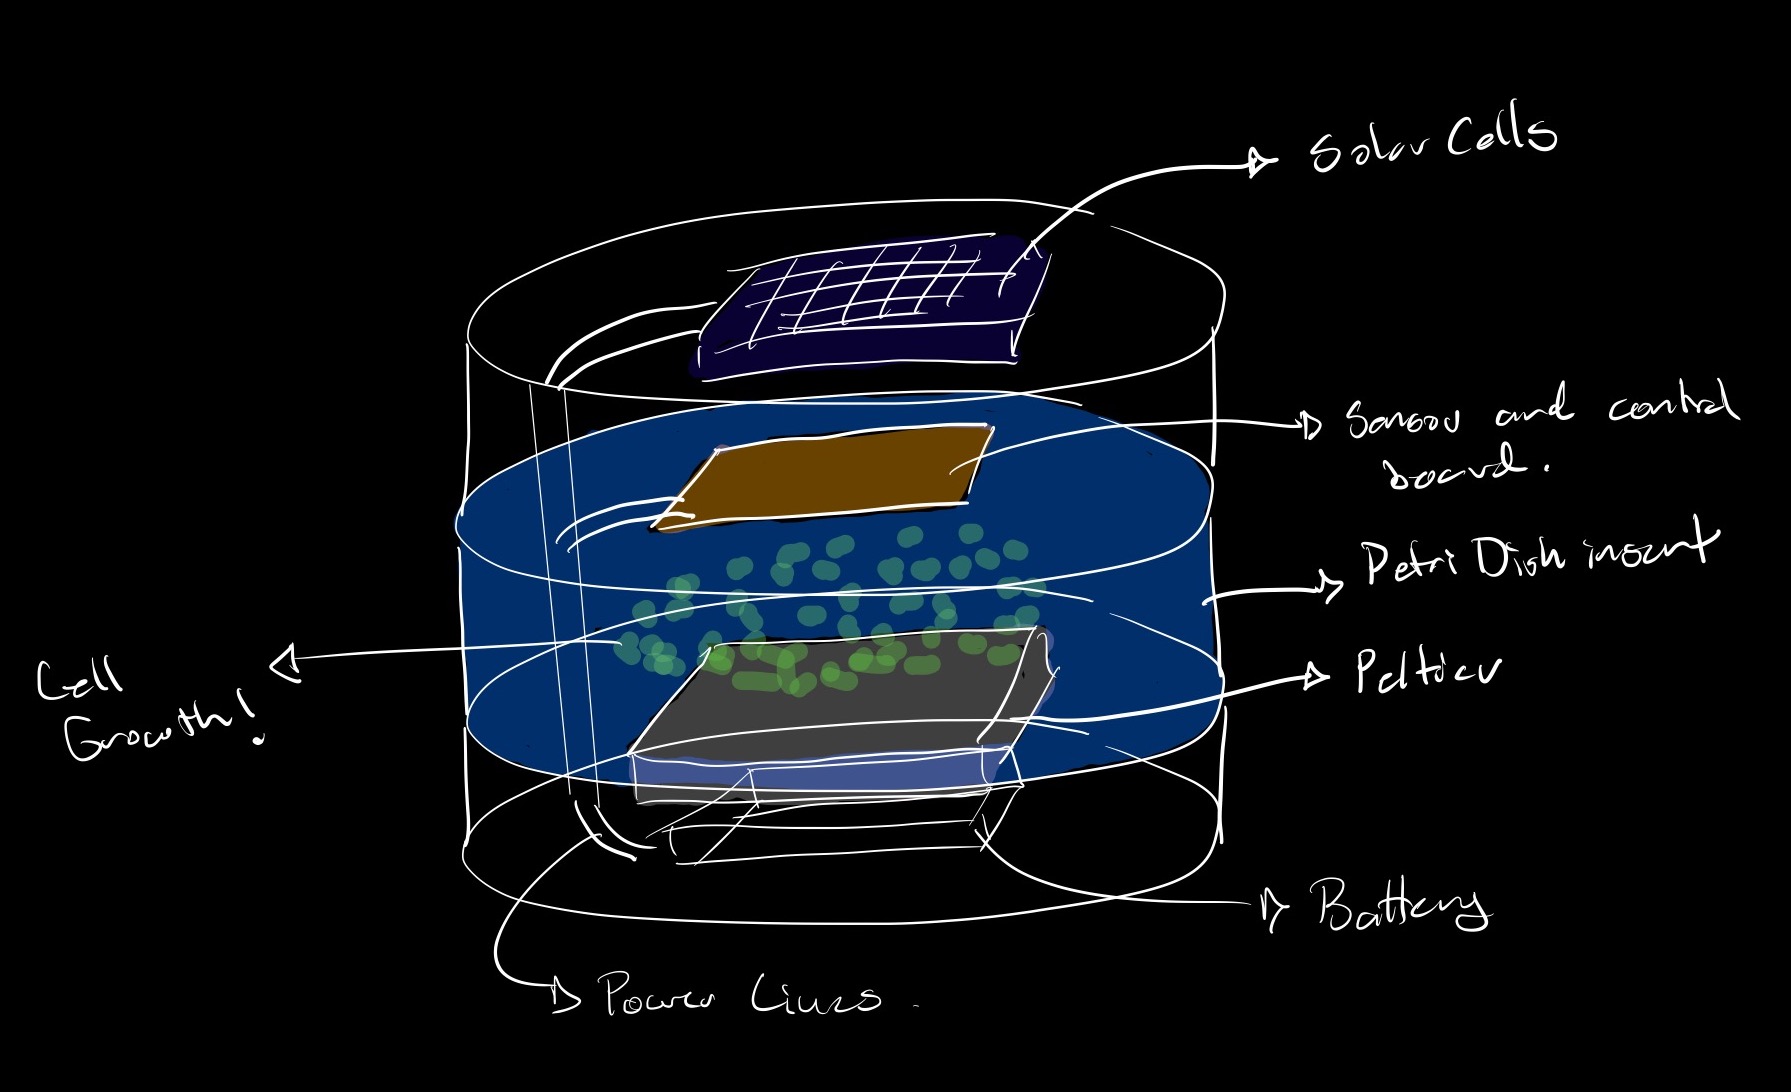 Solar Cells
Sensor and control
board.
Petri Dish insert
Peltier
Cell
Growth!
Battery
Power Lines.